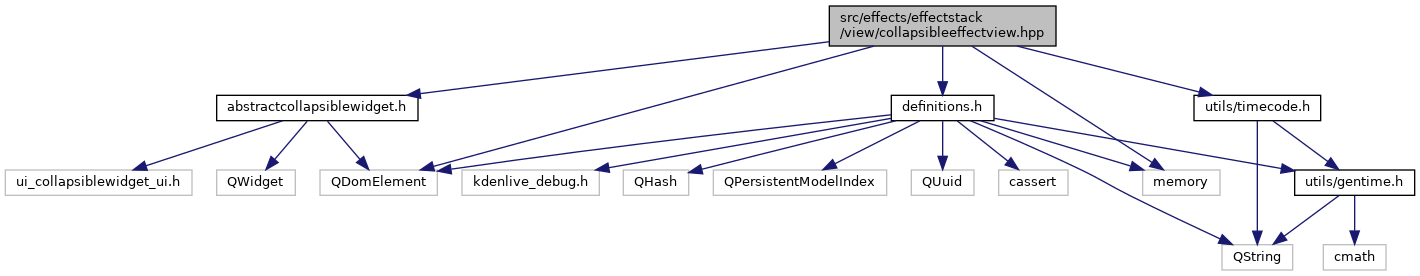 src/effects/effectstack
/view/collapsibleeffectview.hpp
abstractcollapsiblewidget.h
definitions.h
utils/timecode.h
ui_collapsiblewidget_ui.h
QWidget
QDomElement
kdenlive_debug.h
QHash
QPersistentModelIndex
QUuid
cassert
memory
utils/gentime.h
QString
cmath